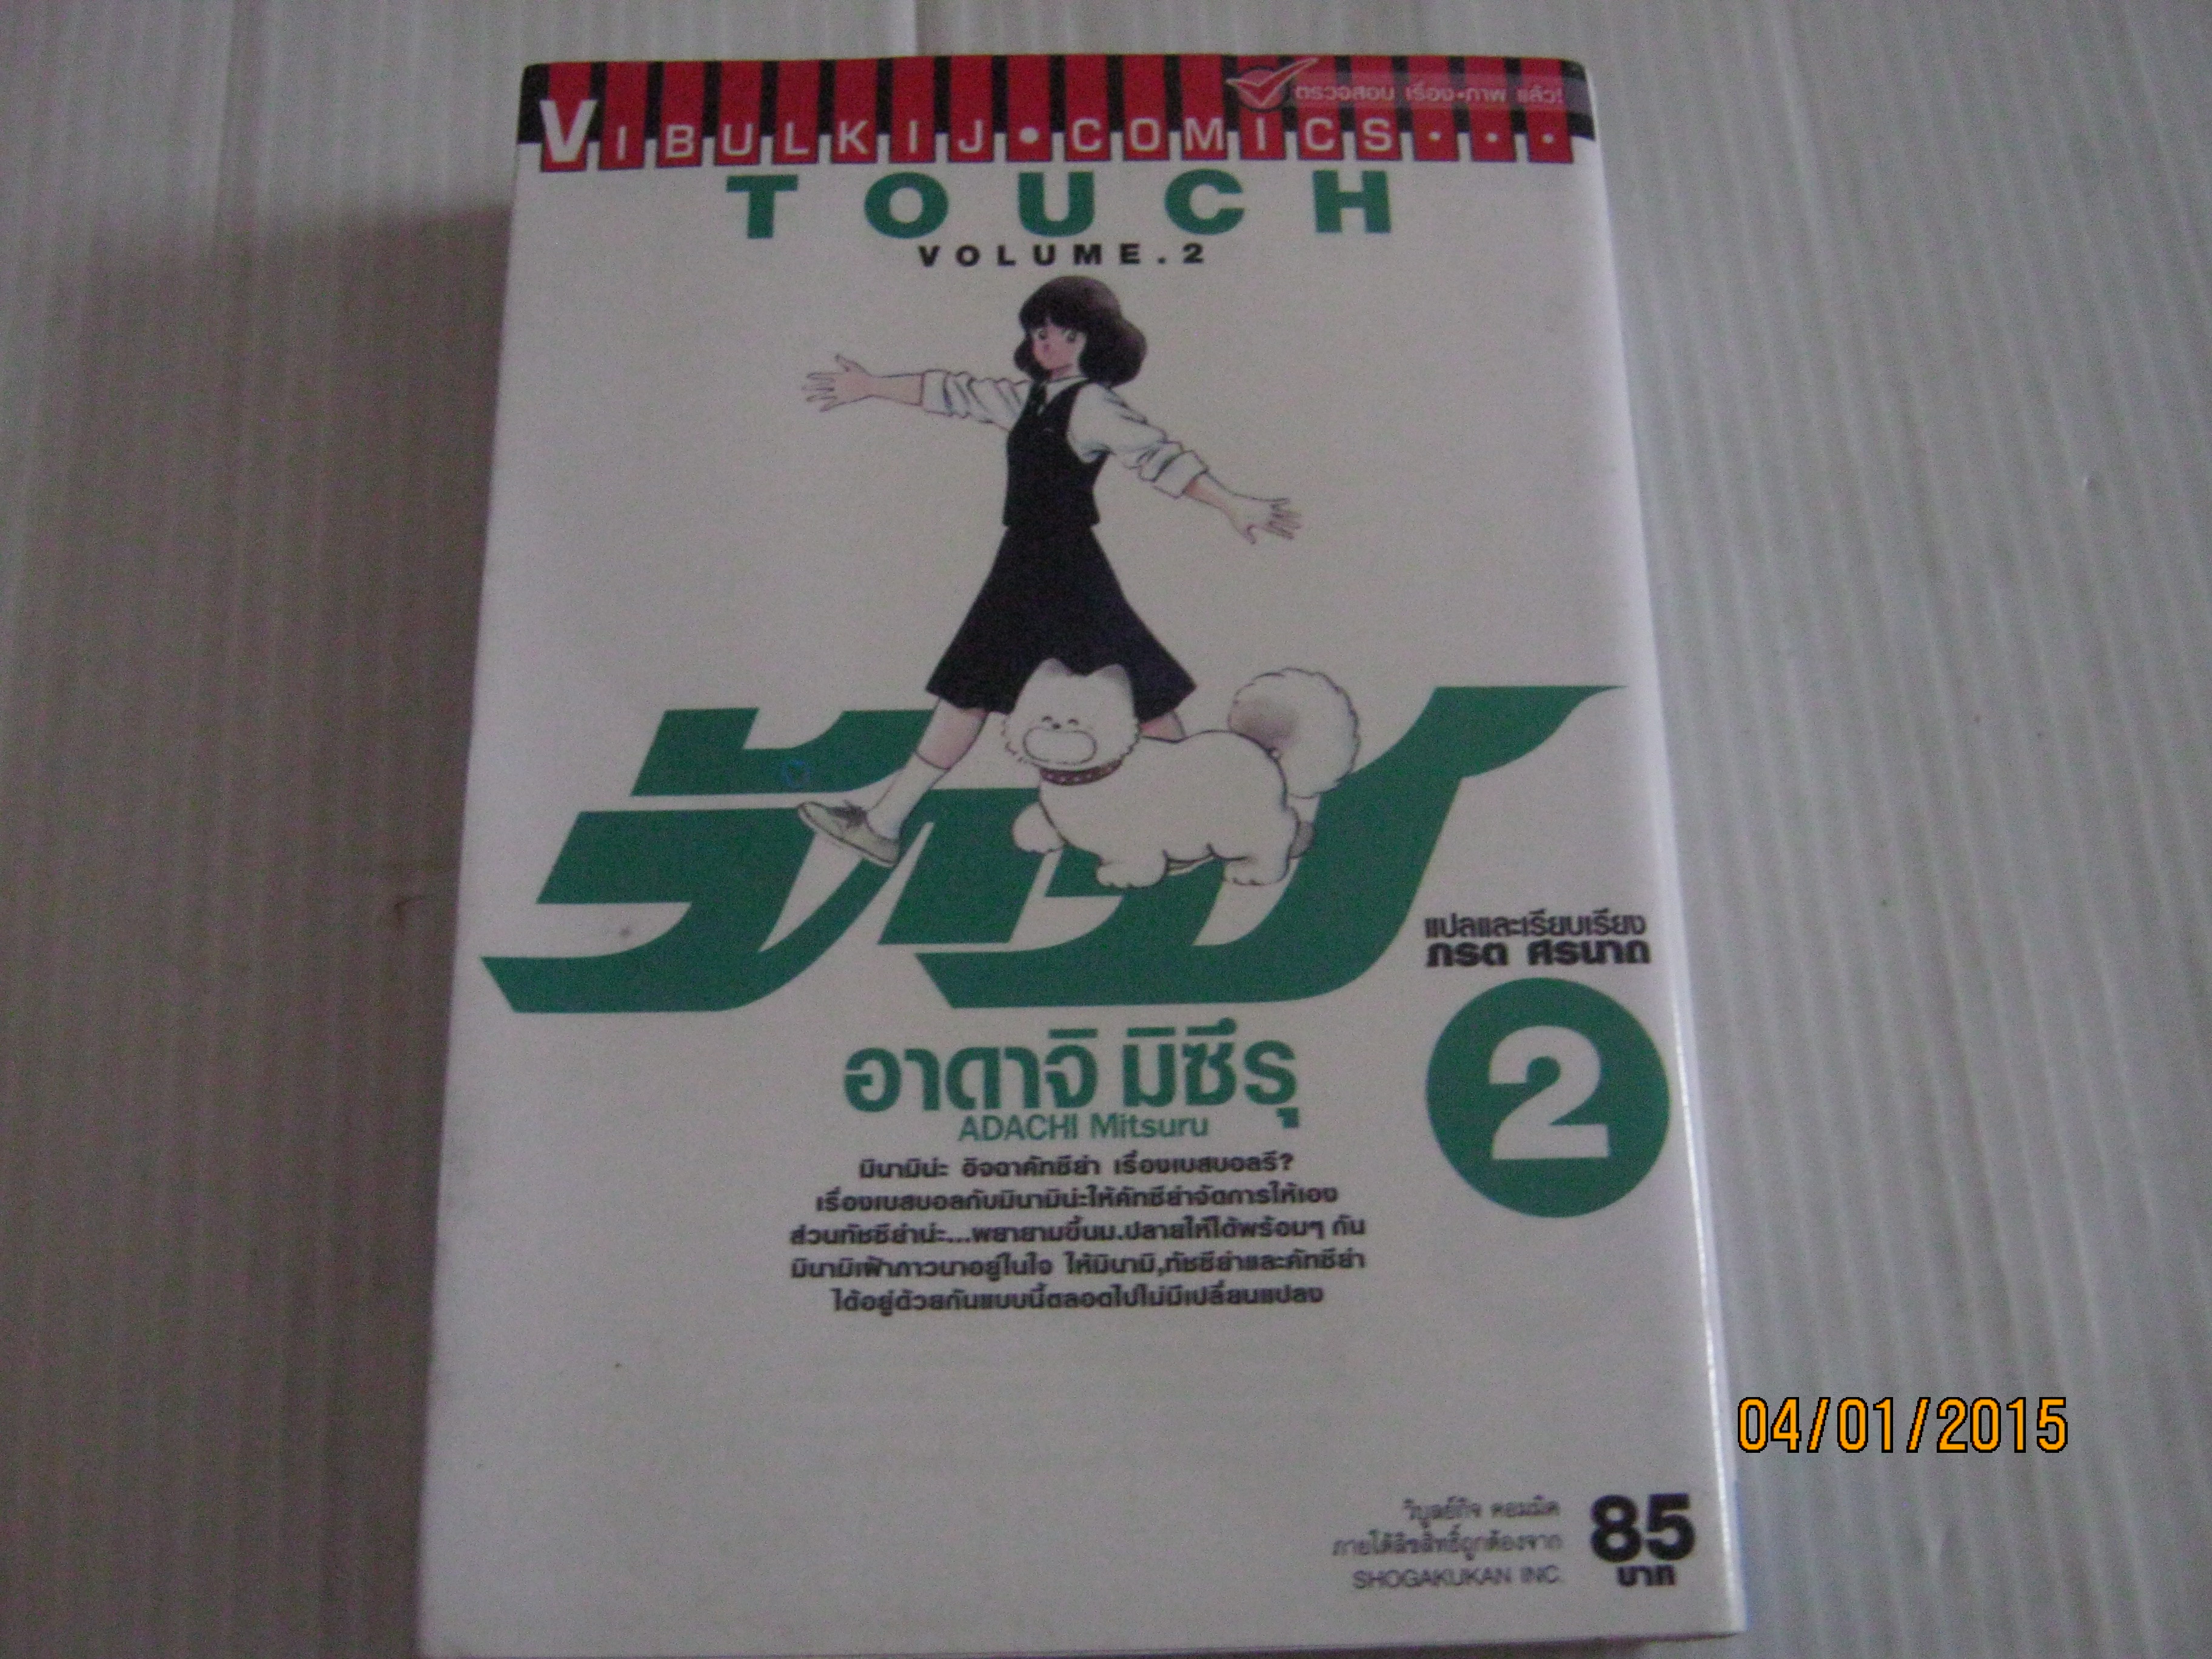 ตรวจสอบ เรื่อง•ภาพ แล้ว!
VIBULKIJ•COMICS•••
TOUCH
VOLUME.2
ทัช
แปลและเรียบเรียง
ภรต ศรนาถ
2
อาดาจิ มิซึรุ
ADACHI Mitsuru
มินามิน่ะ อิจฉาคัทซึย่า เรื่องเบสบอลรึ?
เรื่องเบสบอลกับมินามิน่ะให้คัทซึย่าจัดการให้เอง
ส่วนทัซซึย่าน่ะ...พยายามขึ้นม.ปลายให้ได้พร้อมๆ กัน
มินามิเฝ้าภาวนาอยู่ในใจ ให้มินามิ,ทัซซึย่าและคัทซึย่า
ได้อยู่ด้วยกันแบบนี้ตลอดไปไม่มีเปลี่ยนแปลง
04/01/2015
วิบูลย์กิจ คอมมิค
ภายใต้ลิขสิทธิ์ถูกต้องจาก
SHOGAKUKAN INC.
85
บาท